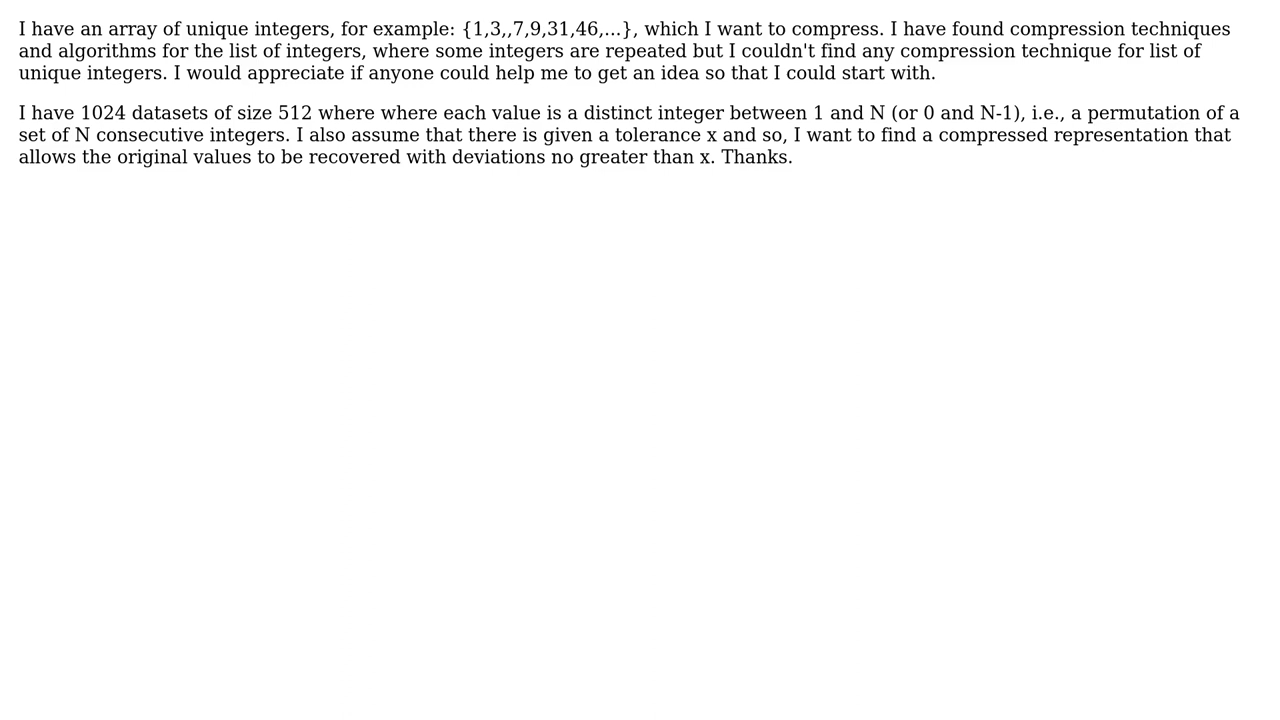 I have an array of unique integers, for example: {1,3,,7,9,31,46,...}, which I want to compress. I have found compression techniques
and algorithms for the list of integers, where some integers are repeated but I couldn't find any compression technique for list of
unique integers. I would appreciate if anyone could help me to get an idea so that I could start with.
I have 1024 datasets of size 512 where where each value is a distinct integer between 1 and N (or 0 and N-1), i.e., a permutation of a
set of N consecutive integers. I also assume that there is given a tolerance x and so, I want to find a compressed representation that
allows the original values to be recovered with deviations no greater than x. Thanks.